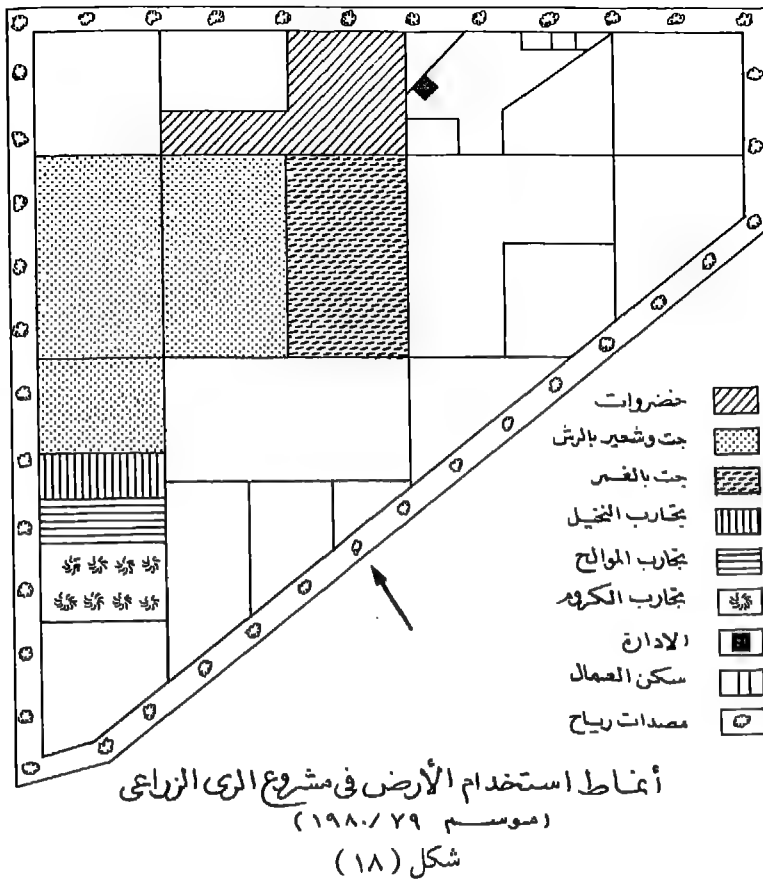 خضروات
جت وشعير بالرش
جت بالغمر
تجارب النخيل
تجارب الموالح
تجارب الكروم
الادارة
سكن العمال
مصدات رياح
أنماط استخدام الأرض فى مشروع الرى الزراعى
(موسم ٧٩/١٩٨٠)
شكل (١٨)